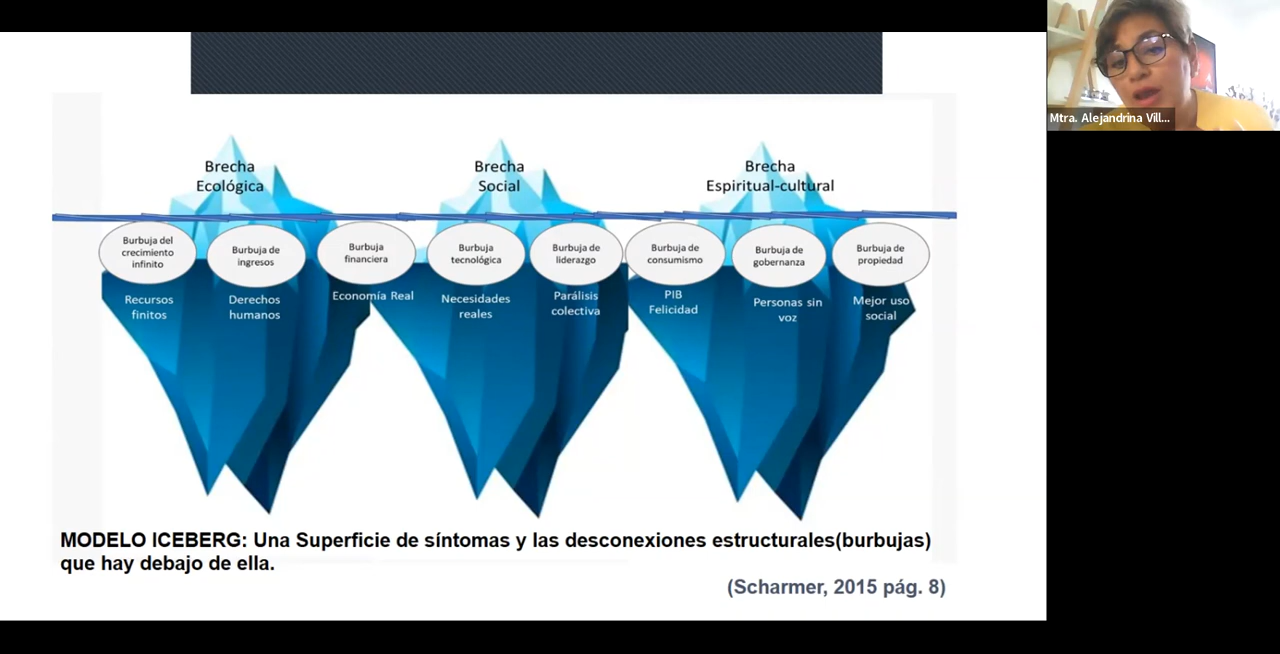 Mtra. Alejandrina Vill...
Brecha
Ecológica
Brecha
Social
Brecha
Espiritual-cultural
Burbuja del
crecimiento
infinito
Burbuja de
ingresos
Burbuja
financiera
Burbuja
tecnológica
Burbuja de
liderazgo
Burbuja de
consumismo
Burbuja de
gobernanza
Burbuja de
propiedad
Recursos
finitos
Derechos
humanos
Economía Real
Necesidades
reales
Parálisis
colectiva
PIB
Felicidad
Personas sin
voz
Mejor uso
social
MODELO ICEBERG: Una Superficie de síntomas y las desconexiones estructurales(burbujas)
que hay debajo de ella.
(Scharmer, 2015 pág. 8)